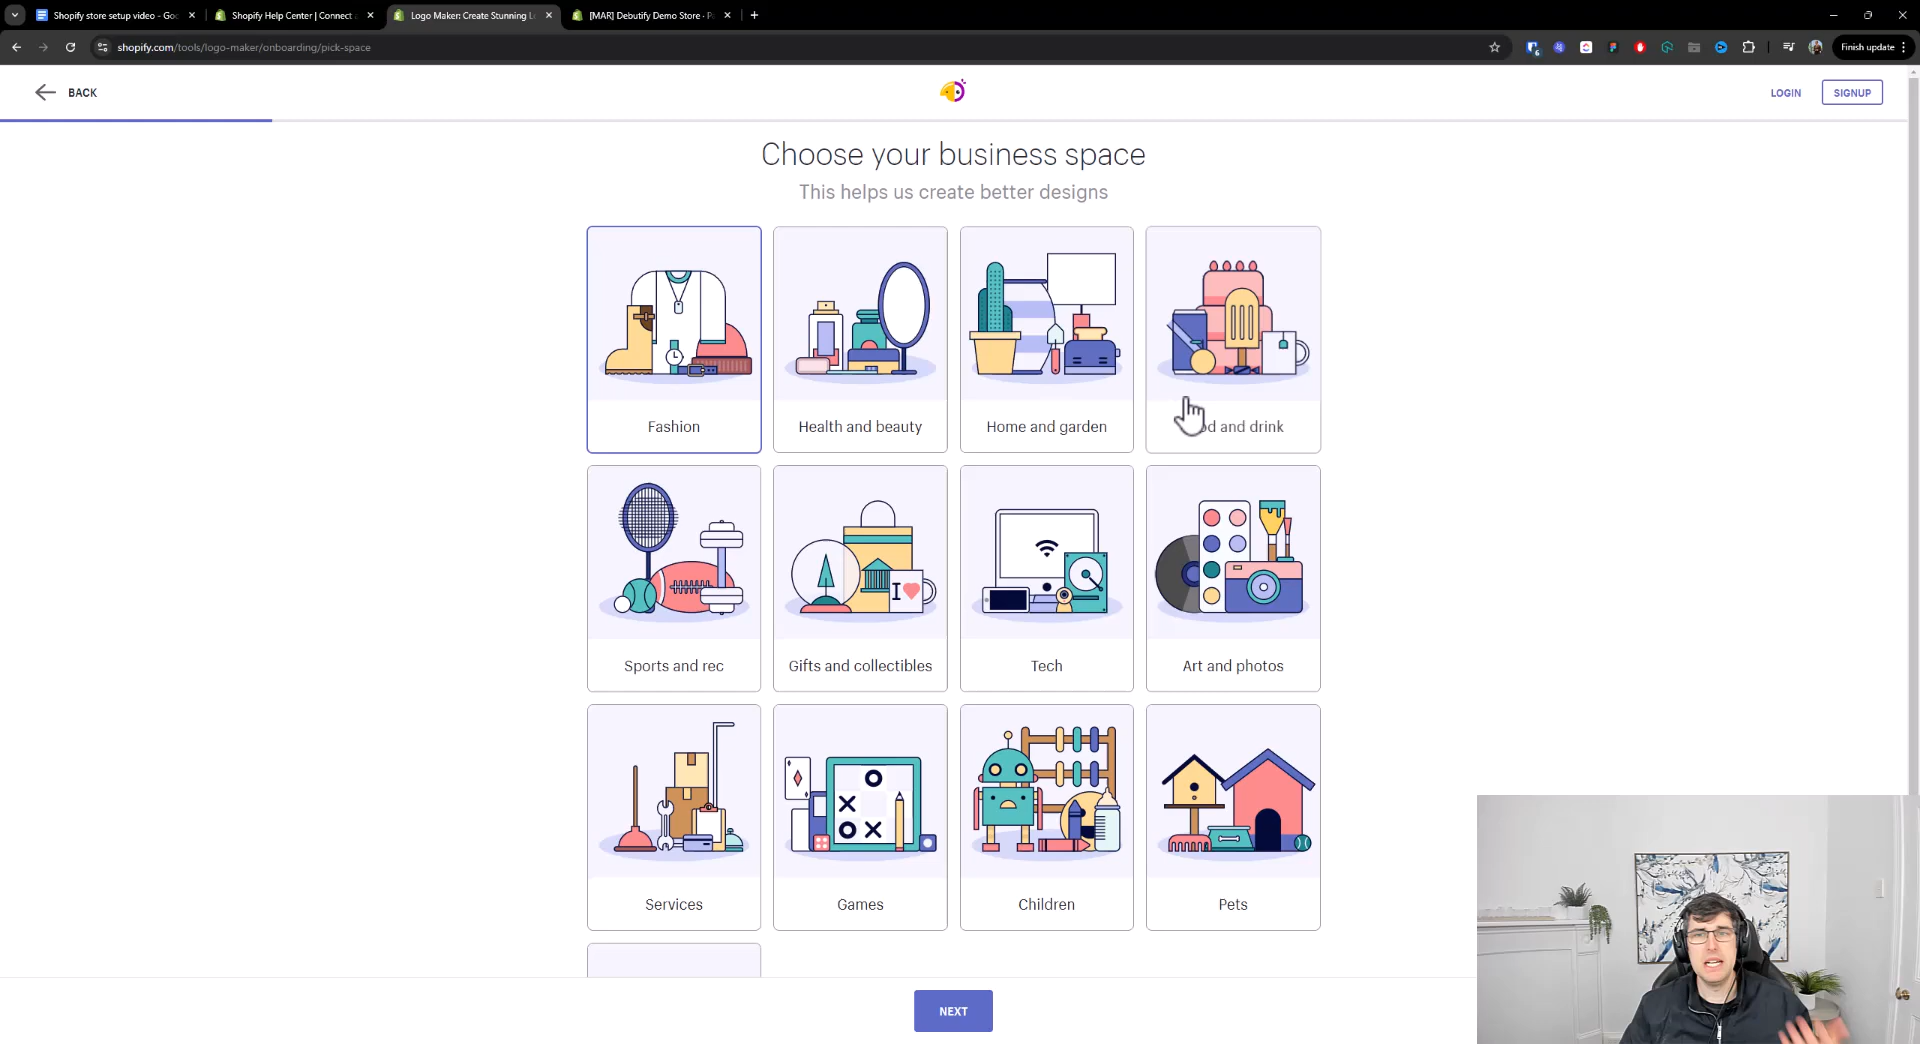 Shopify store setup video - Goo
Shopify Help Center | Connect a
Logo Maker: Create Stunning Lo
[MAR] Debutify Demo Store · P
shopify.com/tools/logo-maker/onboarding/pick-space
6
Finish update
BACK
LOGIN
SIGNUP
Choose your business space
This helps us create better designs
Fashion
Health and beauty
Home and garden
d and drink
I
Sports and rec
Gifts and collectibles
Tech
Art and photos
O
X
O X
Services
Games
Children
Pets
NEXT